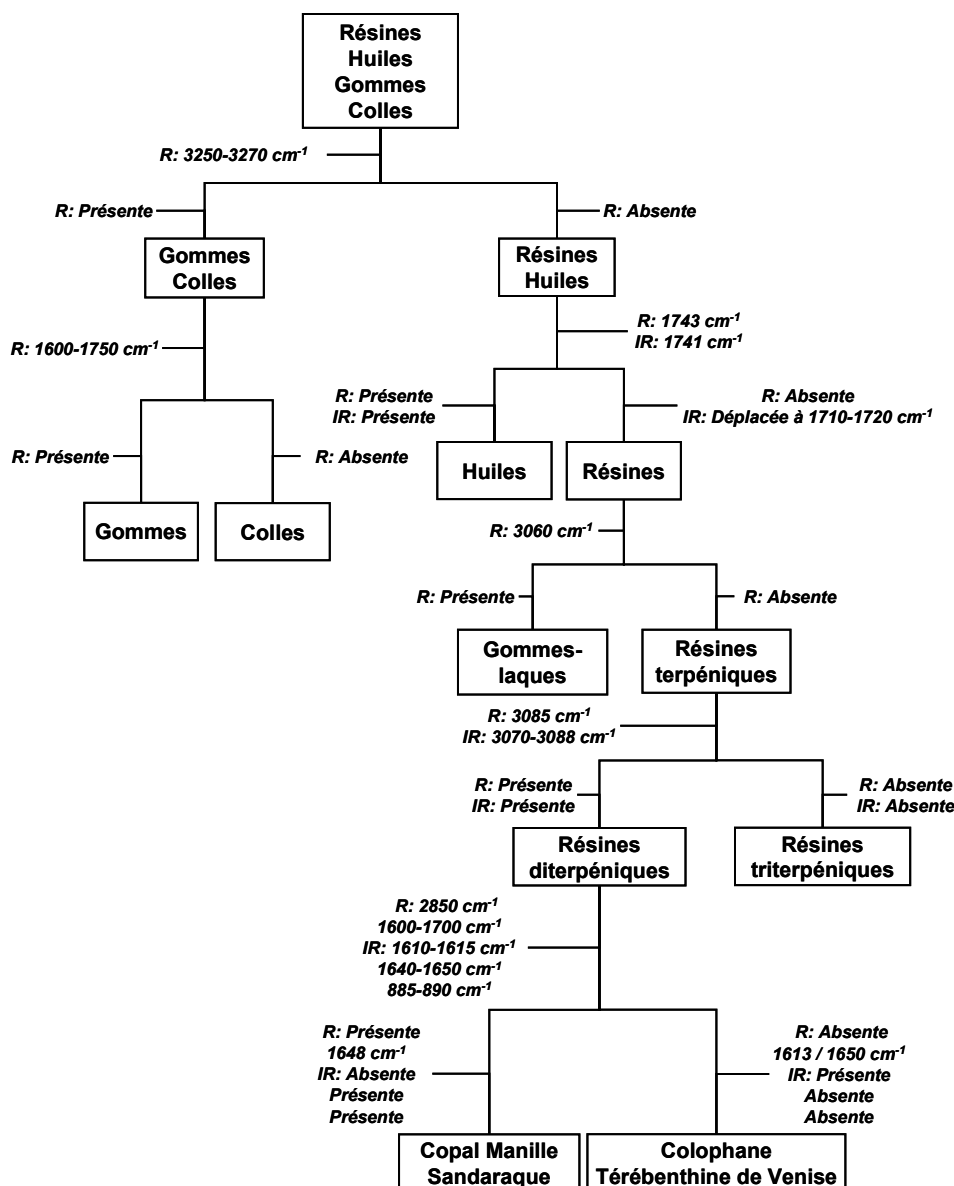 Résines
Huiles
Gommes
Colles
R: 3250-3270 cm-1
R: Présente
R: Absente
Gommes
Colles
Résines
Huiles
R: 1743 cm-1
IR: 1741 cm-1
R: 1600-1750 cm-1
R: Présente
IR: Présente
R: Absente
IR: Déplacée à 1710-1720 cm-1
R: Présente
R: Absente
Huiles
Résines
Gommes
Colles
R: 3060 cm-1
R: Présente
R: Absente
Gommes-
laques
Résines
terpéniques
R: 3085 cm-1
IR: 3070-3088 cm-1
R: Présente
IR: Présente
R: Absente
IR: Absente
Résines
diterpéniques
Résines
triterpéniques
R: 2850 cm-1
1600-1700 cm-1
IR: 1610-1615 cm-1
1640-1650 cm-1
885-890 cm-1
R: Présente
1648 cm-1
IR: Absente
Présente
Présente
R: Absente
1613 / 1650 cm-1
IR: Présente
Absente
Absente
Copal Manille
Sandaraque
Colophane
Térébenthine de Venise